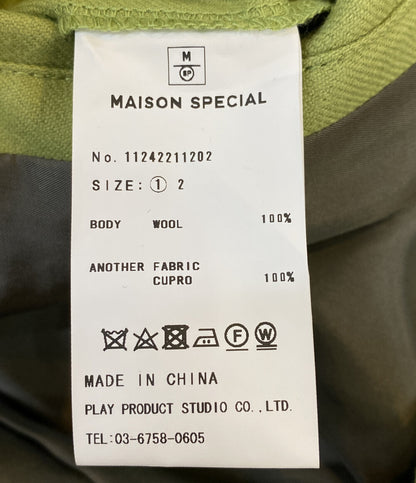 M
SP
MAISON SPECIAL
No. 11242211202
SIZE: ① 2
BODY WOOL 100%
ANOTHER FABRIC
CUPRO 100%
F W
MADE IN CHINA
PLAY PRODUCT STUDIO CO.,LTD.
TEL:03-6758-0605